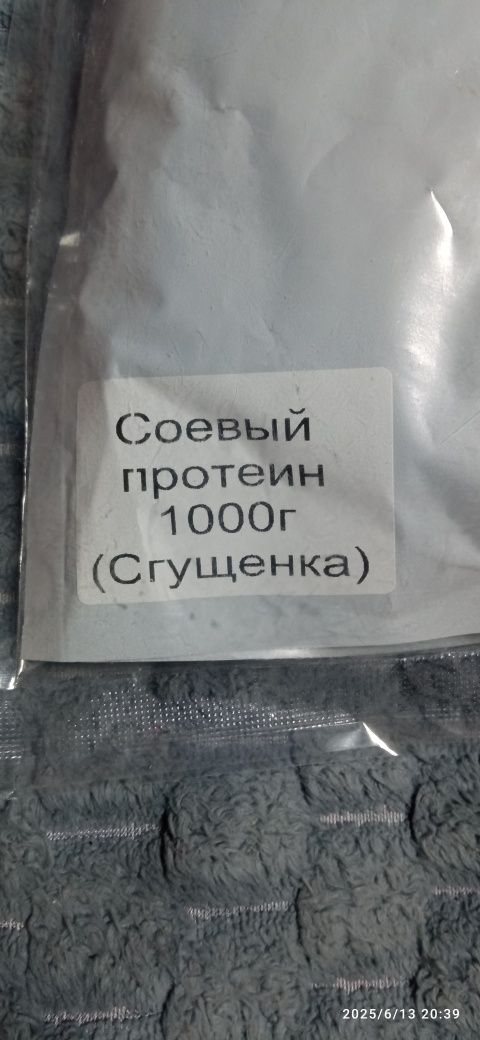 Соевый
протеин
1000г
(Сгущенка)
2025/6/13 20:39